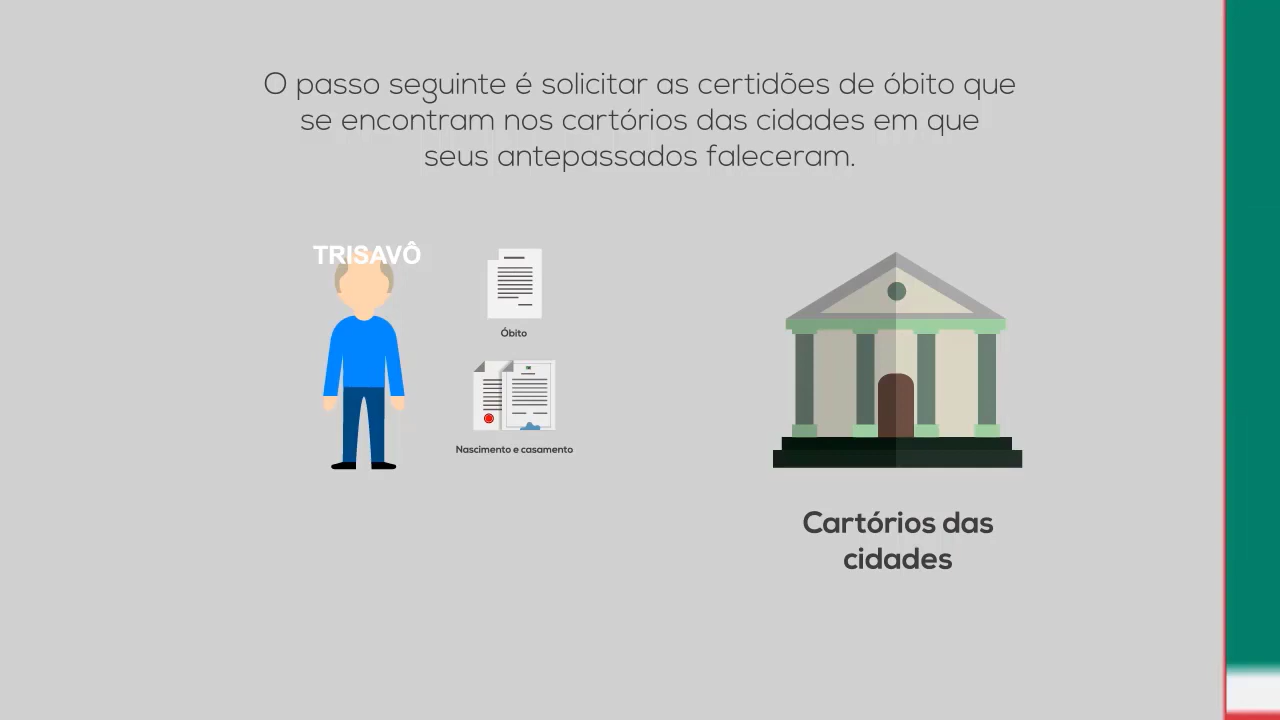 O passo seguinte é solicitar as certidões de óbito que
se encontram nos cartórios das cidades em que
seus antepassados faleceram.
TRISAVÔ
Óbito
Nascimento e casamento
Cartórios das
cidades